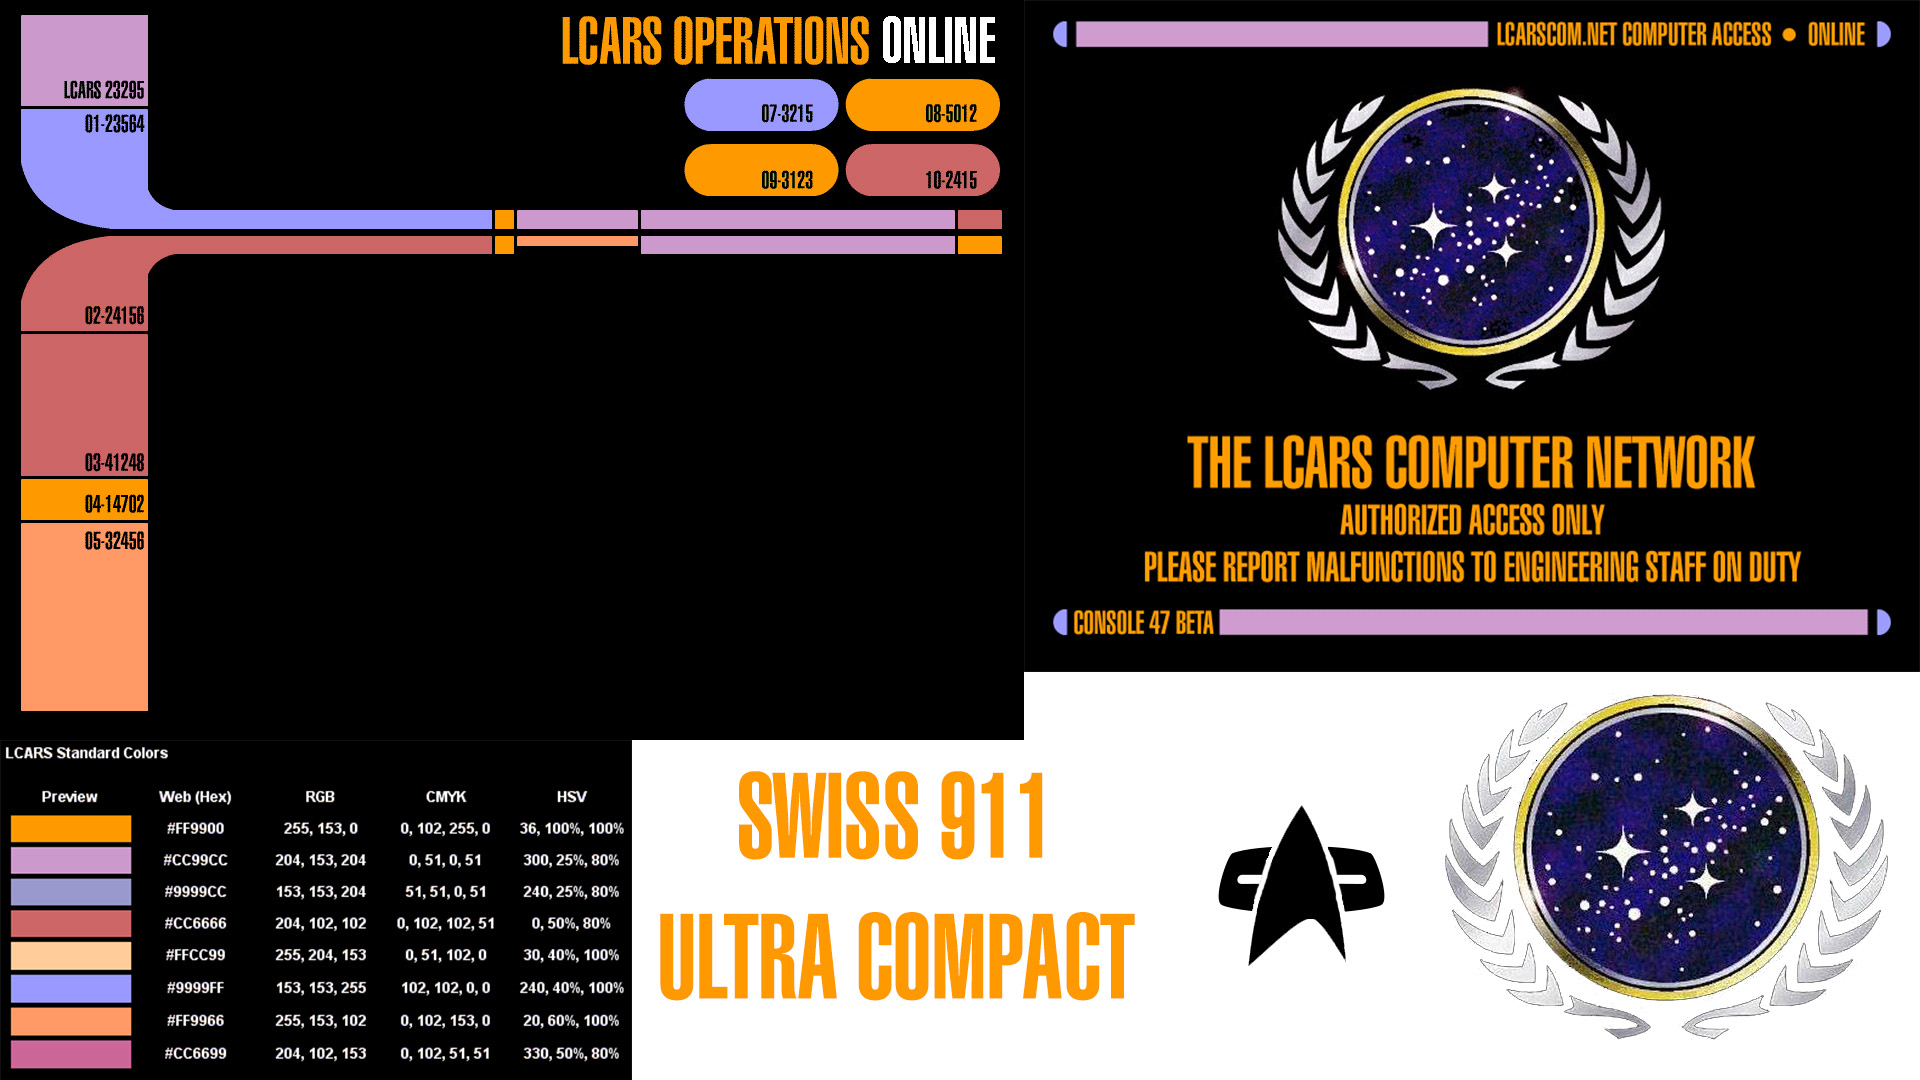 LCARS OPERATIONS ONLINE
LCARS 23295
01-23564
07-3215
08-5012
09-3123
10-2415
02-24156
03-41248
04-14702
05-32456
LCARSCOM.NET COMPUTER ACCESS • ONLINE
THE LCARS COMPUTER NETWORK
AUTHORIZED ACCESS ONLY
PLEASE REPORT MALFUNCTIONS TO ENGINEERING STAFF ON DUTY
CONSOLE 47 BETA
LCARS Standard Colors
Preview Web (Hex) RGB CMYK HSV
#FF9900 255, 153, 0 0, 102, 255, 0 36, 100%, 100%
#CC99CC 204, 153, 204 0, 51, 0, 51 300, 25%, 80%
#9999CC 153, 153, 204 51, 51, 0, 51 240, 25%, 80%
#CC6666 204, 102, 102 0, 102, 102, 51 0, 50%, 80%
#FFCC99 255, 204, 153 0, 51, 102, 0 30, 40%, 100%
#9999FF 153, 153, 255 102, 102, 0, 0 240, 40%, 100%
#FF9966 255, 153, 102 0, 102, 153, 0 20, 60%, 100%
#CC6699 204, 102, 153 0, 102, 51, 51 330, 50%, 80%
SWISS 911
ULTRA COMPACT